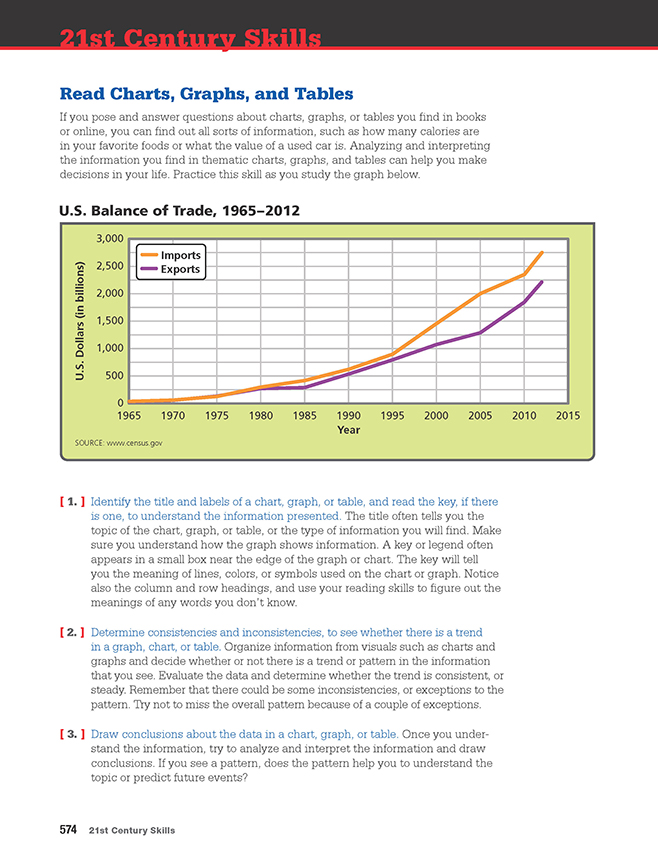 21st Century Skills
Read Charts, Graphs, and Tables
If you pose and answer questions about charts, graphs, or tables you find in books
or online, you can find out all sorts of information, such as how many calories are
in your favorite foods or what the value of a used car is. Analyzing and interpreting
the information you find in thematic charts, graphs, and tables can help you make
decisions in your life. Practice this skill as you study the graph below.
U.S. Balance of Trade, 1965–2012
U.S. Dollars (in billions)
3,000
2,500
2,000
1,500
1,000
500
0
Imports
Exports
1965 1970 1975 1980 1985 1990 1995 2000 2005 2010 2015
Year
SOURCE: www.census.gov
[ 1. ] Identify the title and labels of a chart, graph, or table, and read the key, if there
is one, to understand the information presented. The title often tells you the
topic of the chart, graph, or table, or the type of information you will find. Make
sure you understand how the graph shows information. A key or legend often
appears in a small box near the edge of the graph or chart. The key will tell
you the meaning of lines, colors, or symbols used on the chart or graph. Notice
also the column and row headings, and use your reading skills to figure out the
meanings of any words you don't know.
[ 2. ] Determine consistencies and inconsistencies, to see whether there is a trend
in a graph, chart, or table. Organize information from visuals such as charts and
graphs and decide whether or not there is a trend or pattern in the information
that you see. Evaluate the data and determine whether the trend is consistent, or
steady. Remember that there could be some inconsistencies, or exceptions to the
pattern. Try not to miss the overall pattern because of a couple of exceptions.
[ 3. ] Draw conclusions about the data in a chart, graph, or table. Once you under-
stand the information, try to analyze and interpret the information and draw
conclusions. If you see a pattern, does the pattern help you to understand the
topic or predict future events?
574 21st Century Skills